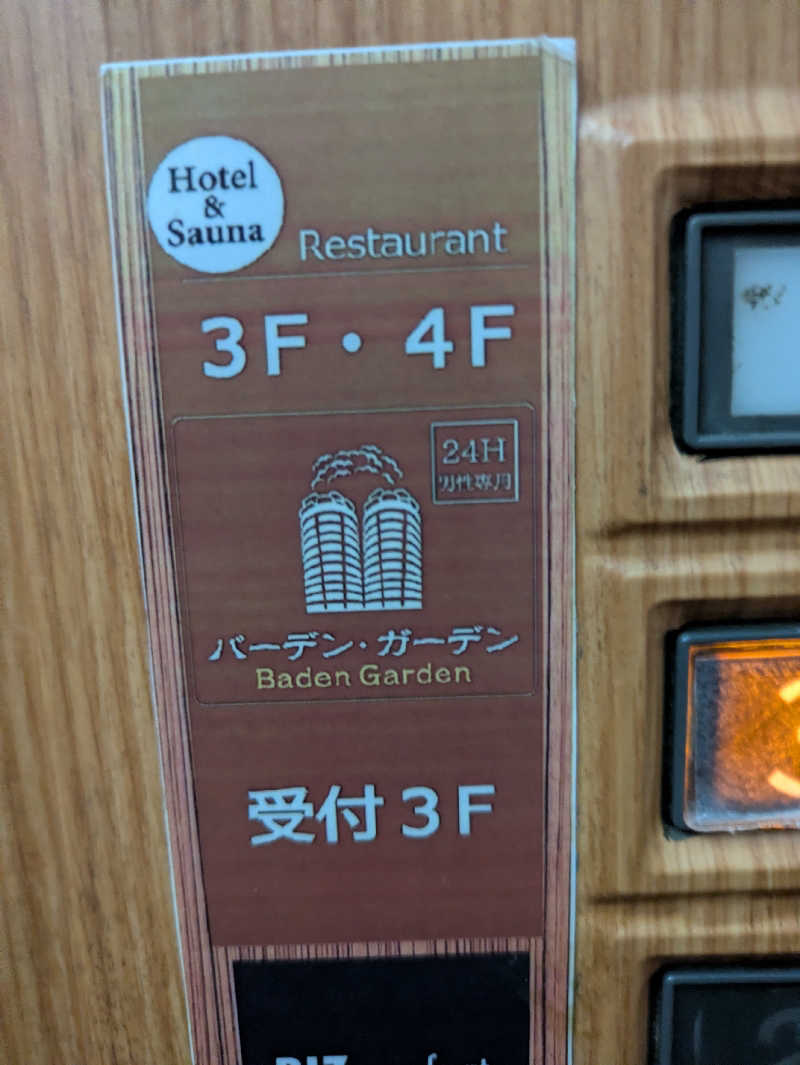 Hotel
&
Sauna
Restaurant
3F・4F
24H
男性専用
バーデン・ガーデン
Baden Garden
受付3F